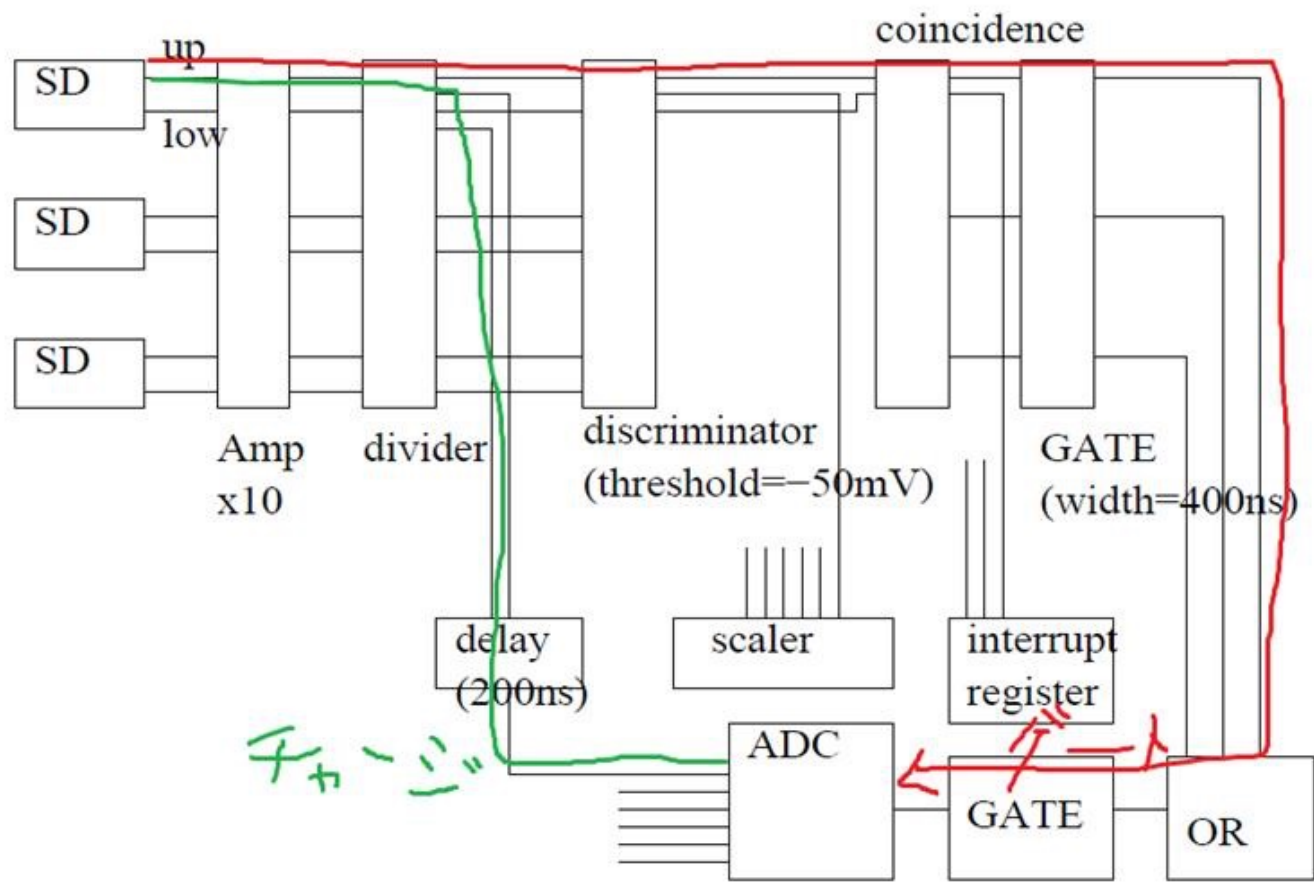 up
coincidence
SD
low
SD
SD
Amp
x10
divider
discriminator
(threshold=−50mV)
GATE
(width=400ns)
delay
(200ns)
scaler
interrupt
register
チャージ
ADC
ゲート
GATE
OR